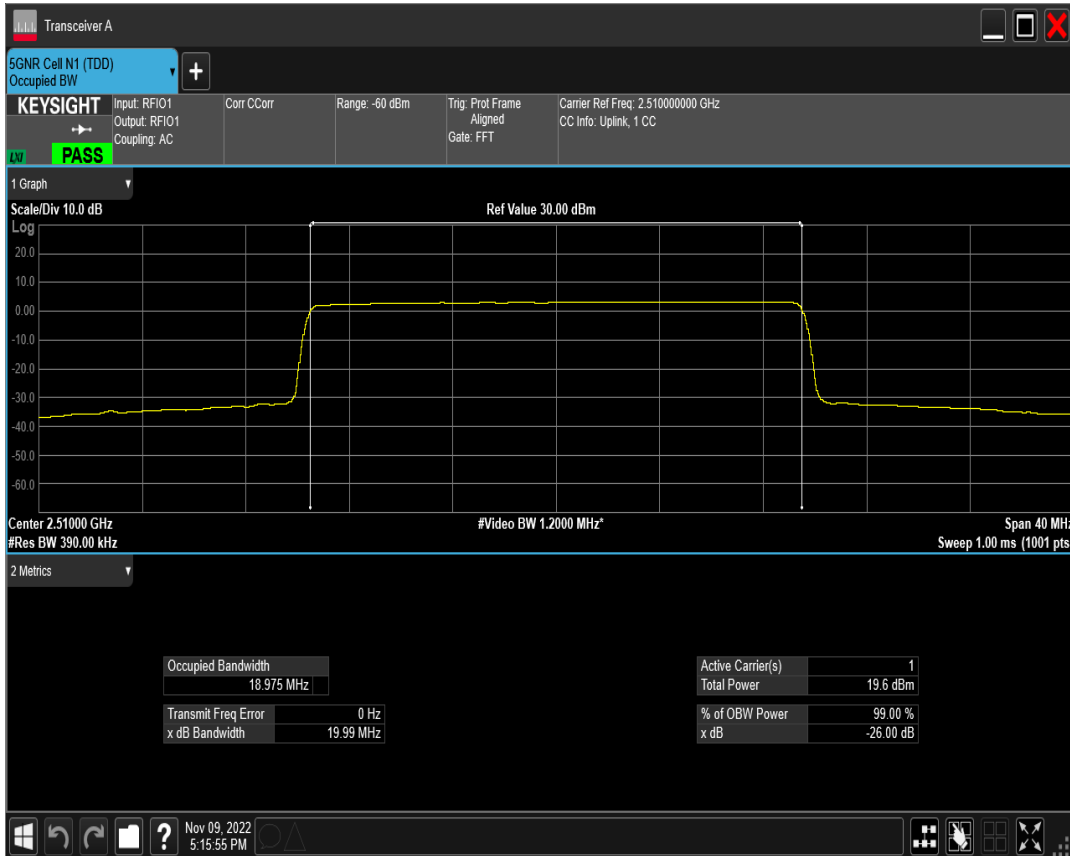 Transceiver A
5GNR Cell N1 (TDD)
Occupied BW
+
KEYSIGHT
LXI
PASS
Input: RFIO1
Output: RFIO1
Coupling: AC
Corr CCorr
Range: -60 dBm
Trig: Prot Frame
Aligned
Gate: FFT
Carrier Ref Freq: 2.510000000 GHz
CC Info: Uplink, 1 CC
1 Graph
Scale/Div 10.0 dB
Ref Value 30.00 dBm
Log
20.0
10.0
0.00
-10.0
-20.0
-30.0
-40.0
-50.0
-60.0
Center 2.51000 GHz
#Video BW 1.2000 MHz*
Span 40 MHz
#Res BW 390.00 kHz
Sweep 1.00 ms (1001 pts
2 Metrics
Occupied Bandwidth
18.975 MHz
Transmit Freq Error 0 Hz
x dB Bandwidth 19.99 MHz
Active Carrier(s) 1
Total Power 19.6 dBm
% of OBW Power 99.00 %
x dB -26.00 dB
?
Nov 09, 2022
5:15:55 PM